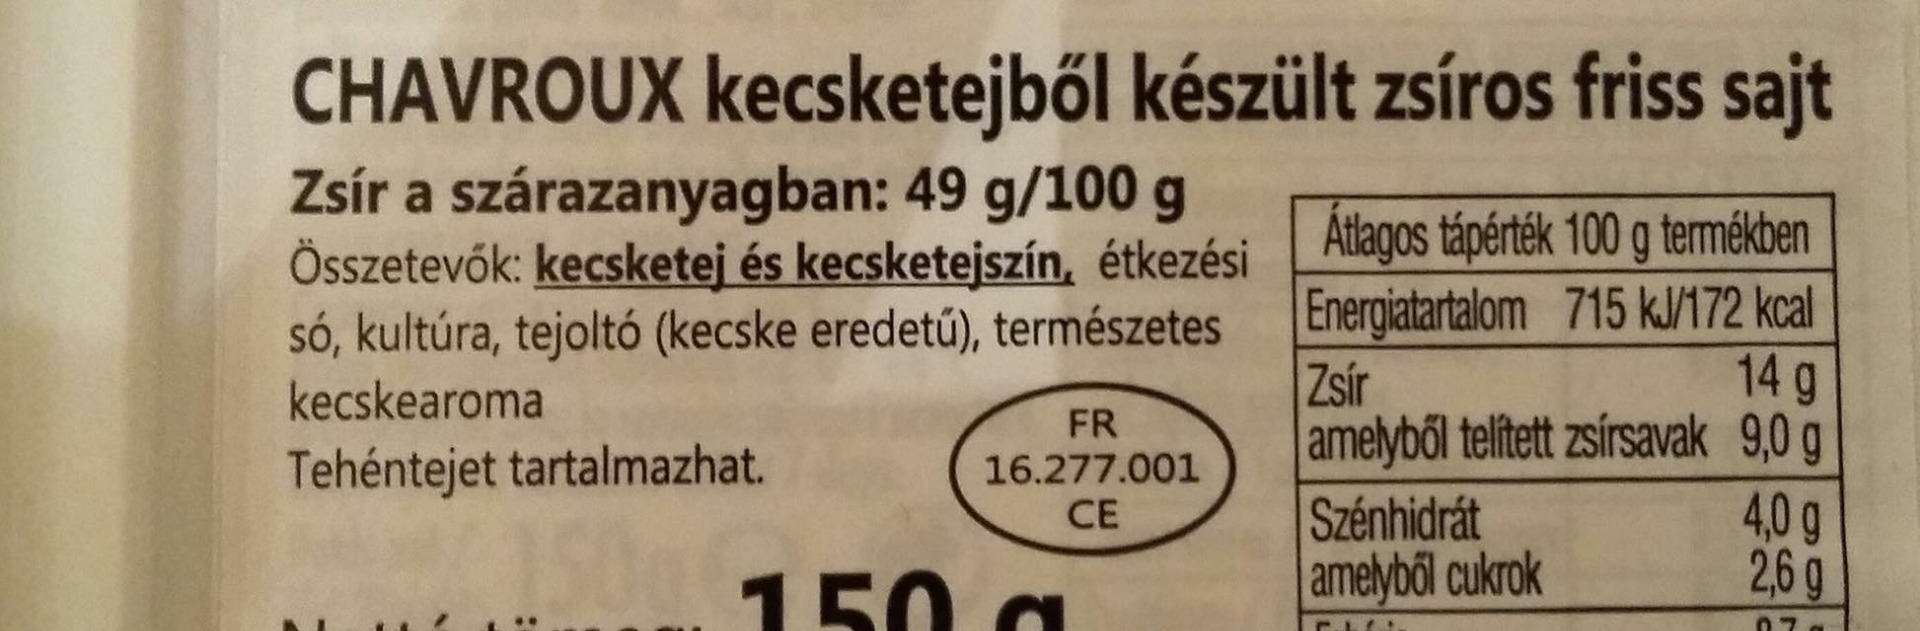 CHAVROUX kecsketejből készült zsíros friss sajt
Zsír a szárazanyagban: 49 g/100 g
Összetevők: kecsketej és kecsketejszín, étkezési
só, kultúra, tejoltó (kecske eredetű), természetes
kecskearoma
Tehéntejet tartalmazhat.
FR
16.277.001
CE
150 g
Átlagos tápérték 100 g termékben
Energiatartalom 715 kJ/172 kcal
Zsír 14 g
amelyből telített zsírsavak 9,0 g
Szénhidrát 4,0 g
amelyből cukrok 2,6 g